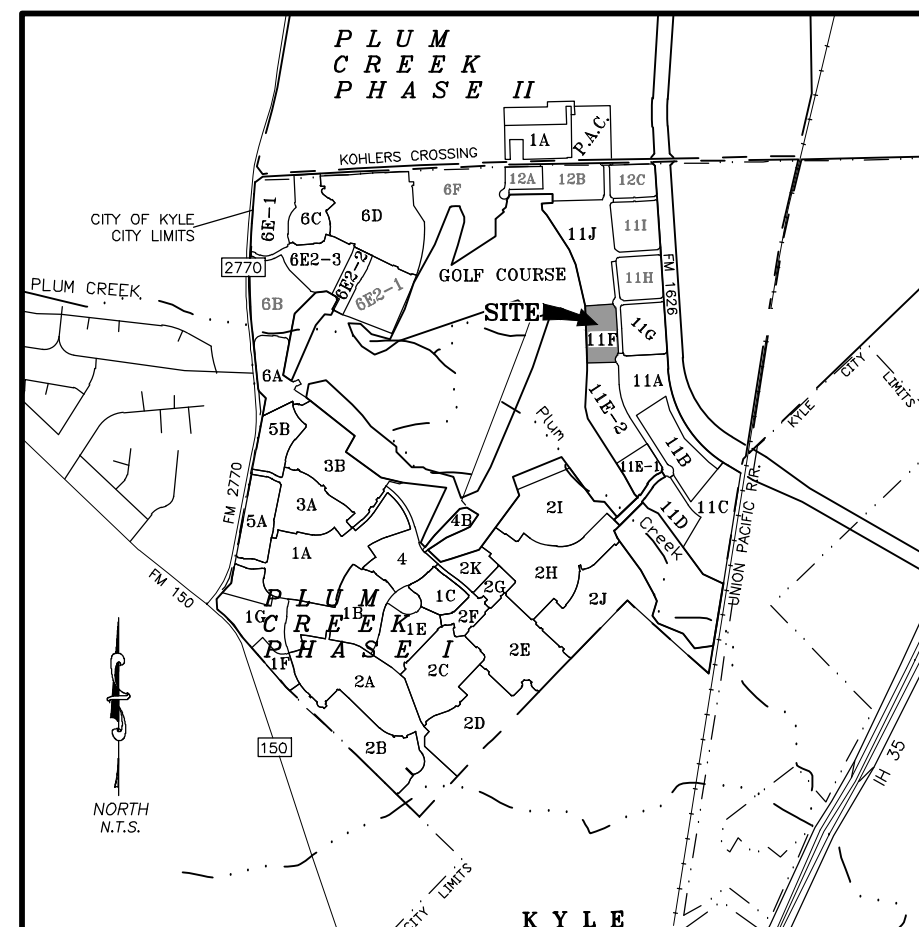 PLUM
CREEK
PHASE II
1A
P.A.C.
KOHLERS CROSSING
12A
12B
12C
6F
6E-1
6C
6D
CITY OF KYLE
CITY LIMITS
11J
11I
6E2-3
6E2-2
6E2-1
2770
GOLF COURSE
11H
FM 1626
PLUM CREEK
6B
SITE
11F
11G
6A
11A
KYLE CITY LIMITS
11E-2
5B
Plum
11B
3B
11E-1
FM 2770
3A
5A
4B
2I
11C
11D
Creek
UNION PACIFIC R.R.
1A
4
2K
2G
2H
FM 150
1C
2J
PLUM
CREEK
PHASE I
1G
1B
1E
2F
1F
2C
2E
2A
2D
150
2B
IH 35
NORTH
N.T.S.
CITY LIMITS
KYLE